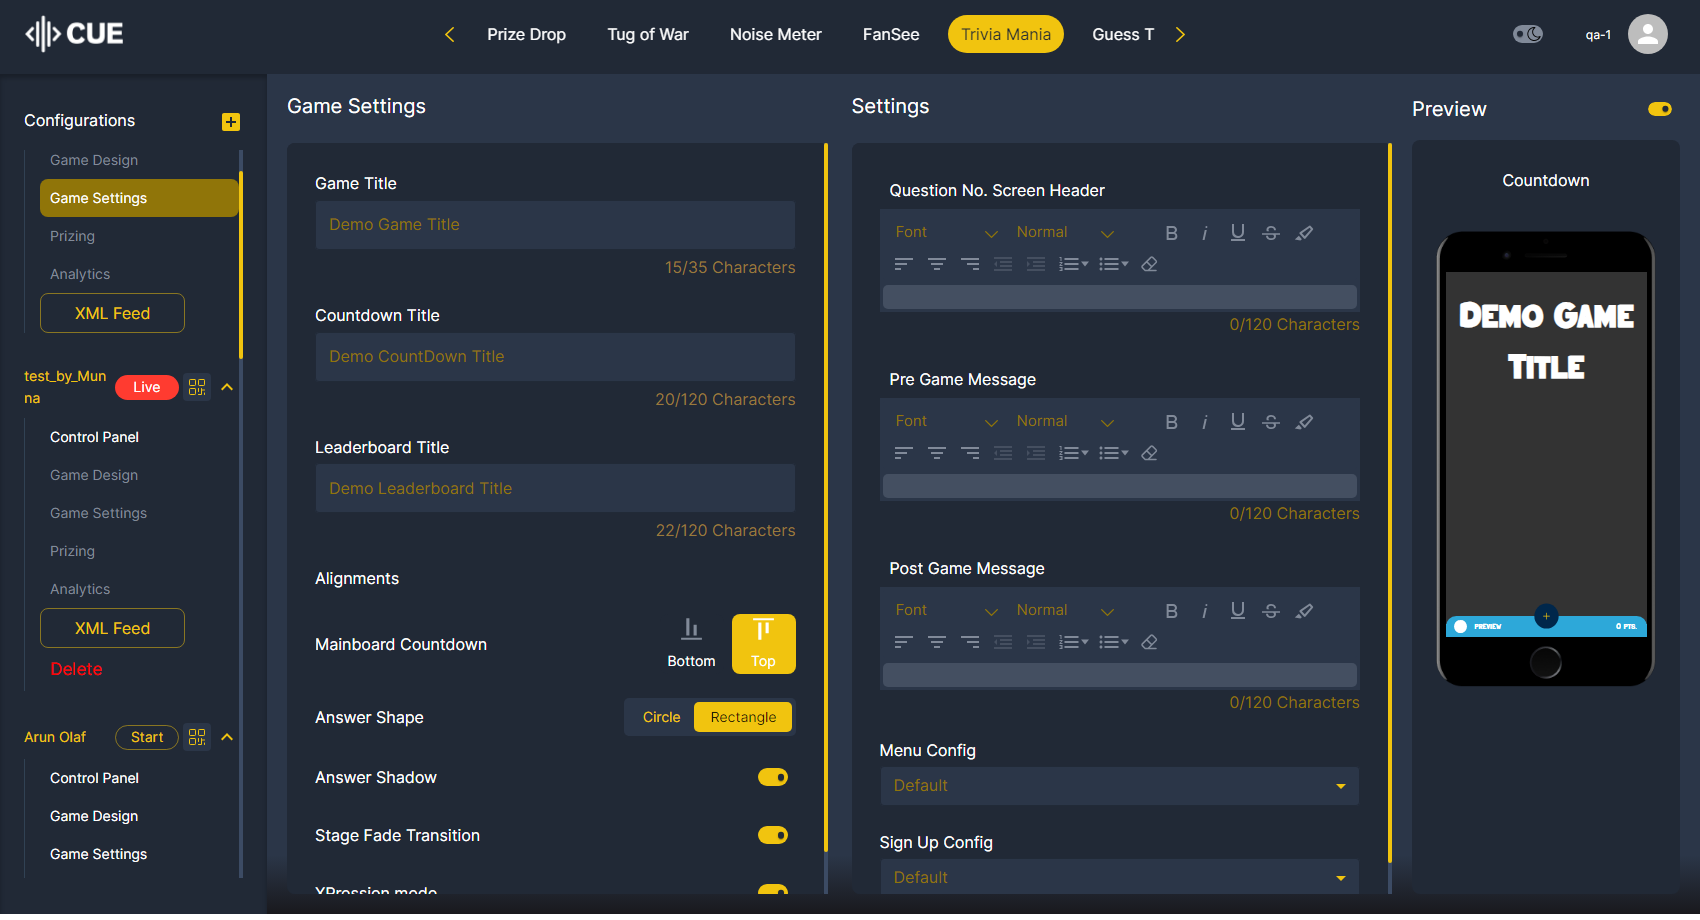 CUE
Prize Drop
Tug of War
Noise Meter
FanSee
Trivia Mania
Guess T
qa-1
Configurations
Game Design
Game Settings
Prizing
Analytics
XML Feed
test_by_Mun
na
Live
Control Panel
Game Design
Game Settings
Prizing
Analytics
XML Feed
Delete
Arun Olaf
Start
Control Panel
Game Design
Game Settings
Game Settings
Game Title
Demo Game Title
15/35 Characters
Countdown Title
Demo CountDown Title
20/120 Characters
Leaderboard Title
Demo Leaderboard Title
22/120 Characters
Alignments
Mainboard Countdown
Bottom
Top
Answer Shape
Circle
Rectangle
Answer Shadow
Stage Fade Transition
XPression mode
Settings
Question No. Screen Header
Font
Normal
0/120 Characters
Pre Game Message
Font
Normal
0/120 Characters
Post Game Message
Font
Normal
0/120 Characters
Menu Config
Default
Sign Up Config
Default
Preview
Countdown
Demo Game
Title
PREVIEW
0 PTS.